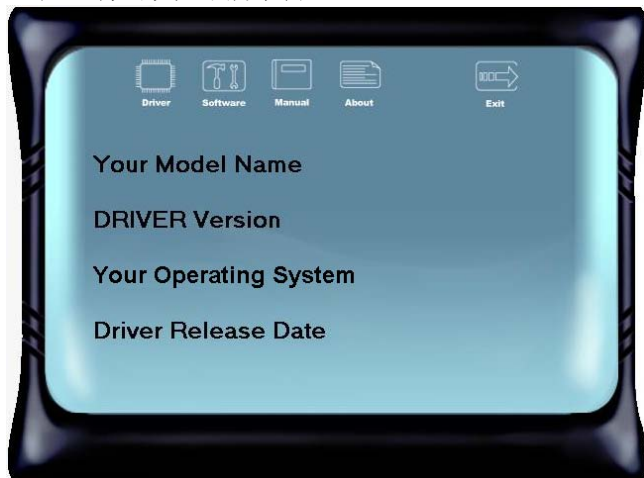 Driver Software Manual About Exit
Your Model Name
DRIVER Version
Your Operating System
Driver Release Date